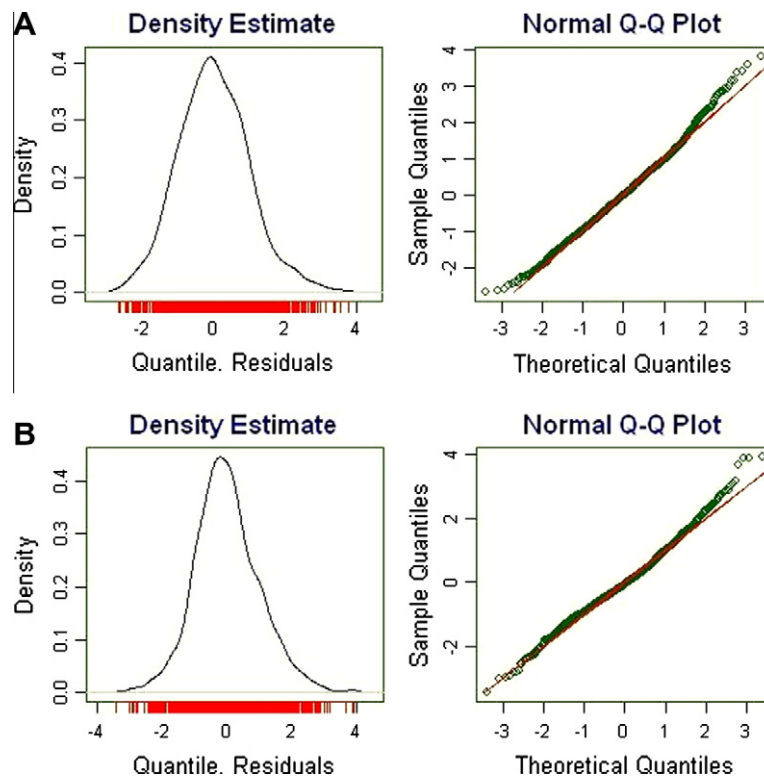 A
Density Estimate
Normal Q-Q Plot
Density
0.0 0.1 0.2 0.3 0.4
-2 0 2 4
Quantile. Residuals
Sample Quantiles
-2 -1 0 1 2 3 4
-3 -2 -1 0 1 2 3
Theoretical Quantiles
B
Density Estimate
Normal Q-Q Plot
Density
0.0 0.1 0.2 0.3 0.4
-4 -2 0 2 4
Quantile. Residuals
Sample Quantiles
-2 0 2 4
-3 -2 -1 0 1 2 3
Theoretical Quantiles